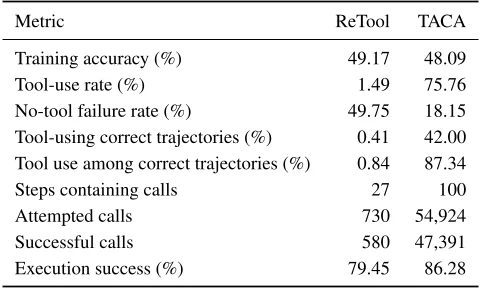 Metric ReTool TACA
Training accuracy (%) 49.17 48.09
Tool-use rate (%) 1.49 75.76
No-tool failure rate (%) 49.75 18.15
Tool-using correct trajectories (%) 0.41 42.00
Tool use among correct trajectories (%) 0.84 87.34
Steps containing calls 27 100
Attempted calls 730 54,924
Successful calls 580 47,391
Execution success (%) 79.45 86.28